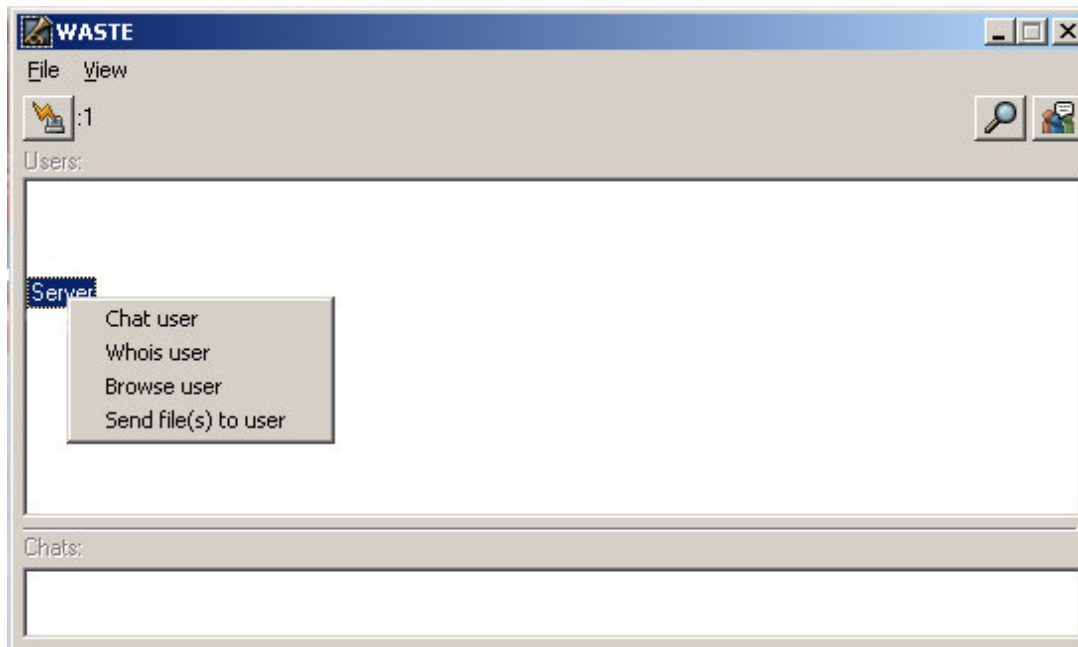 WASTE
File View
:1
Users:
Server
Chat user
Whois user
Browse user
Send file(s) to user
Chats: